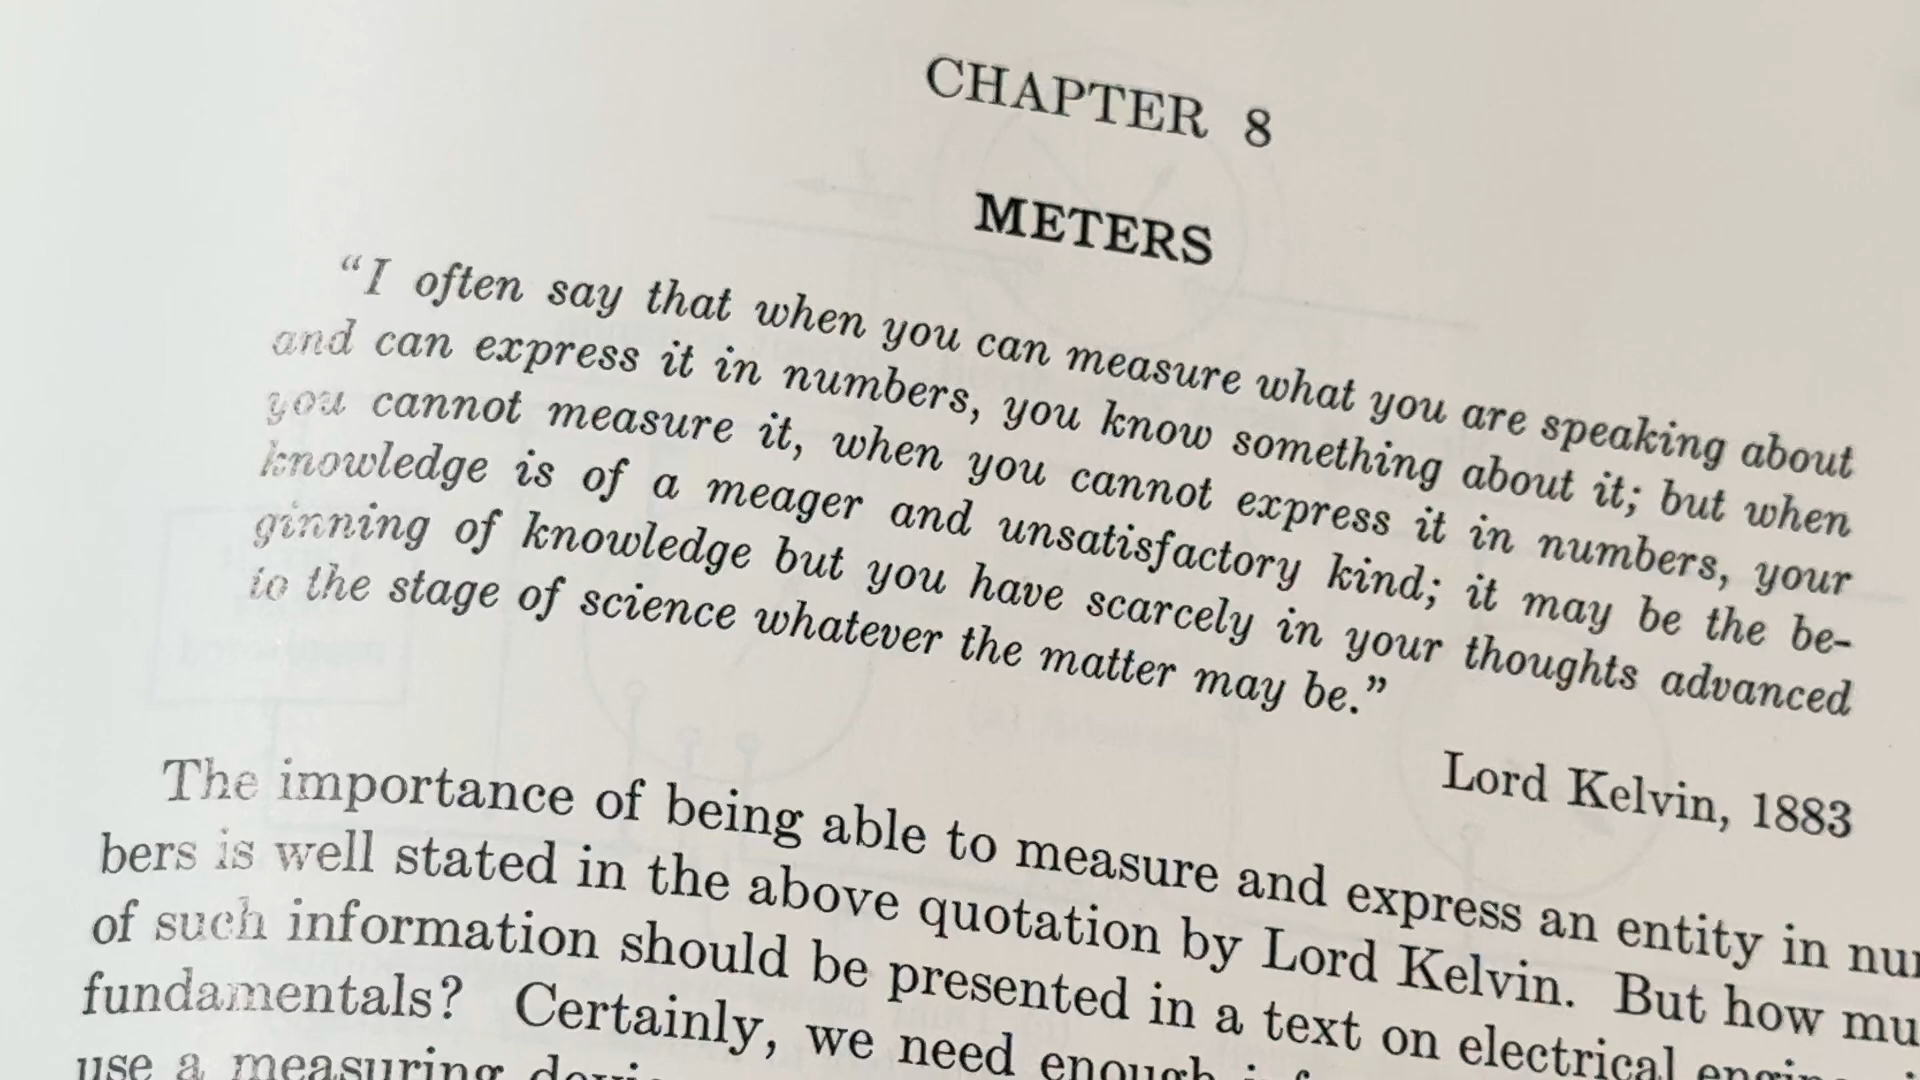 CHAPTER 8
METERS
“I often say that when you can measure what you are speaking about
and can express it in numbers, you know something about it; but when
you cannot measure it, when you cannot express it in numbers, your
knowledge is of a meager and unsatisfactory kind; it may be the be-
ginning of knowledge but you have scarcely in your thoughts advanced
to the stage of science whatever the matter may be.”
Lord Kelvin, 1883
The importance of being able to measure and express an entity in
bers is well stated in the above quotation by Lord Kelvin. But how
of such information should be presented in a text on electrical
fundamentals? Certainly, we need enough
use a measuring